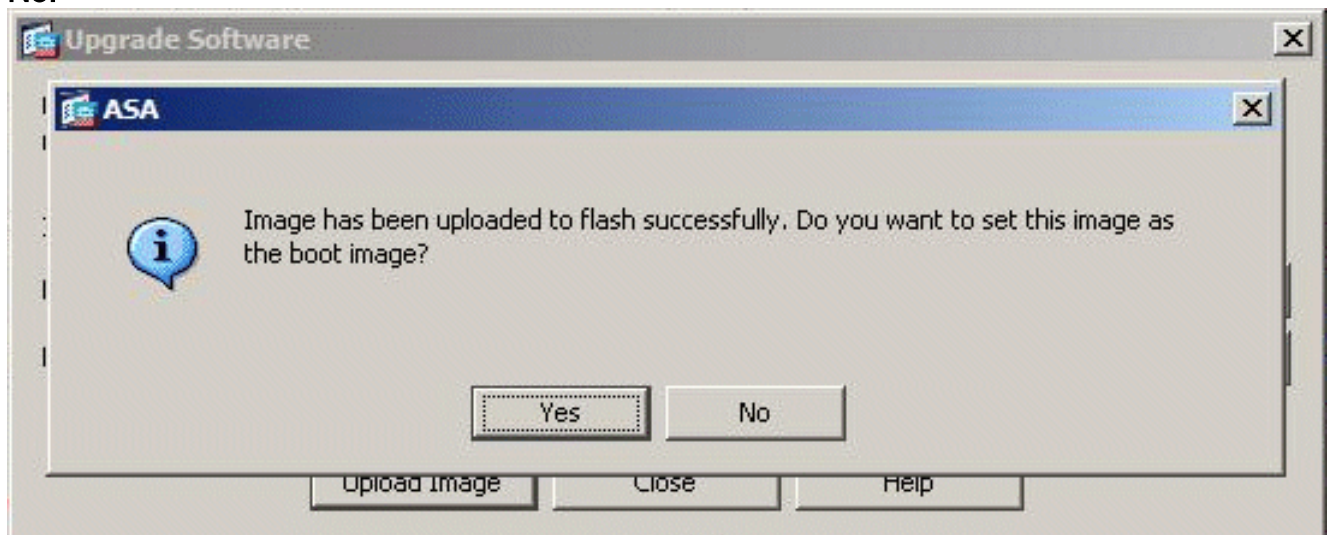 Upgrade Software
ASA
Image has been uploaded to flash successfully. Do you want to set this image as
the boot image?
Yes No
Upload Image Close Help